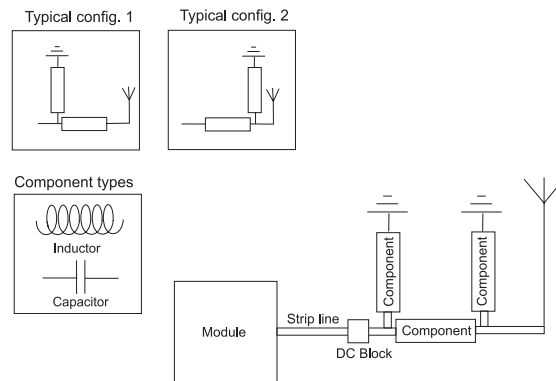 Typical config. 1
Typical config. 2
Component types
Inductor
Capacitor
Component
Component
Module
Strip line
DC Block
Component